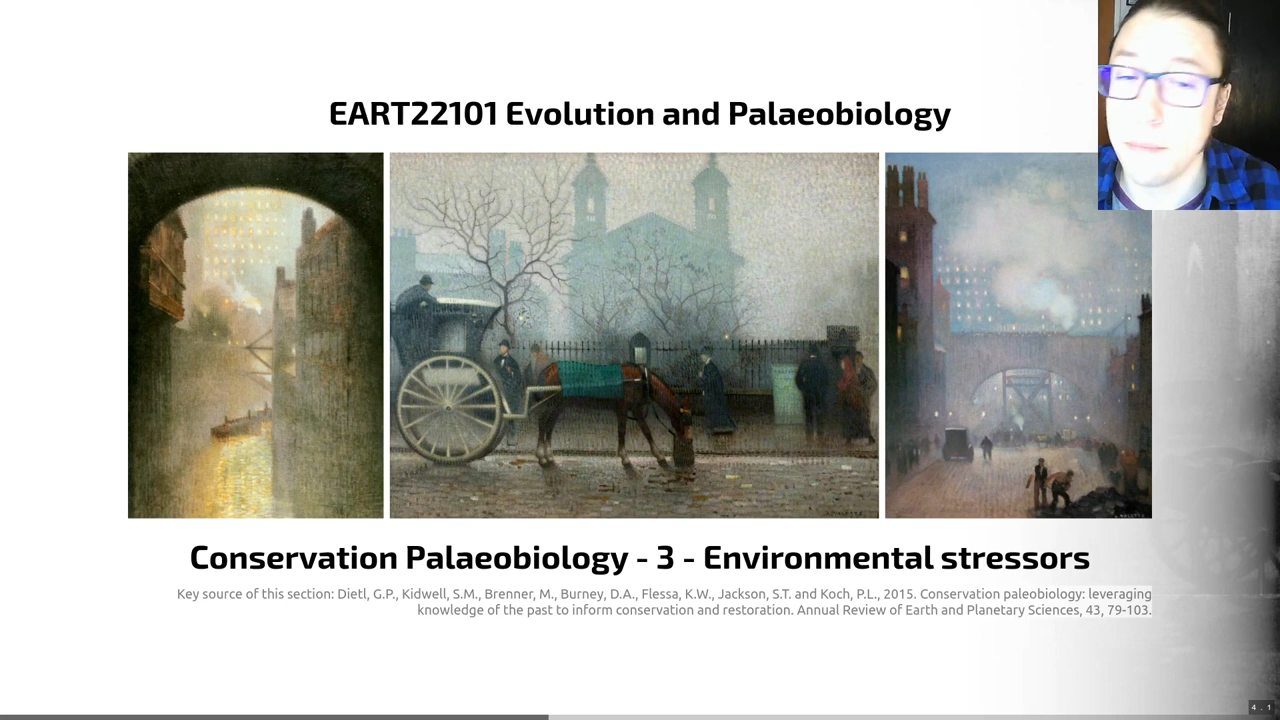 EART22101 Evolution and Palaeobiology
Conservation Palaeobiology - 3 - Environmental stressors
Key source of this section: Dietl, G.P., Kidwell, S.M., Brenner, M., Burney, D.A., Flessa, K.W., Jackson, S.T. and Koch, P.L., 2015. Conservation paleobiology: leveraging
knowledge of the past to inform conservation and restoration. Annual Review of Earth and Planetary Sciences, 43, 79-103.
4 . 1